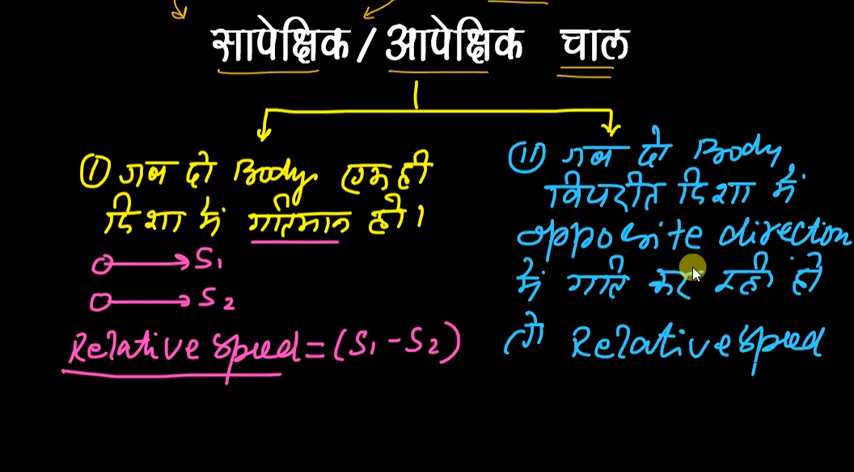 सापेक्षिक / आपेक्षिक चाल
(I) जब दो Body एक ही
दिशा में गतिमान हो।
S1
S2
Relative speed = (S1 - S2)
(II) जब दो Body
विपरीत दिशा में
opposite direction
में गति कर रही हो
तो Relative speed